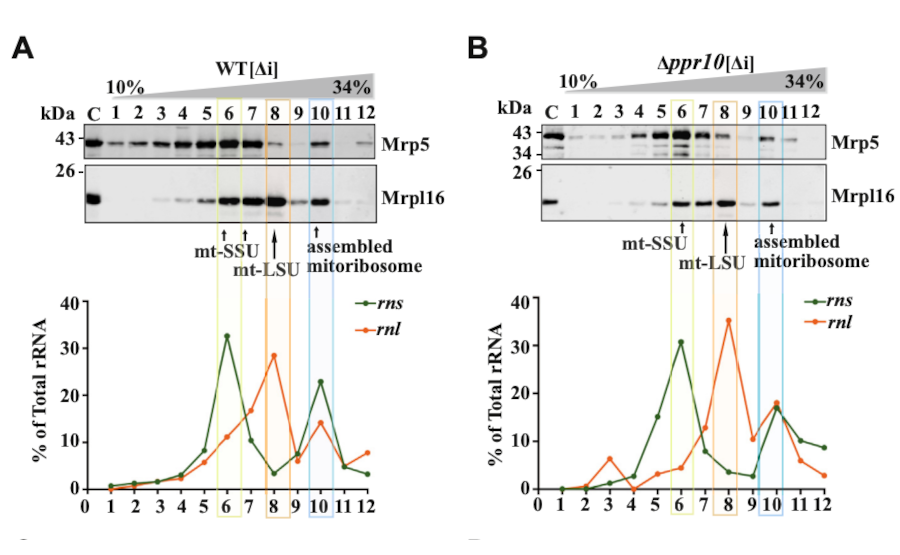 A
WT[Δi]
10% 34%
kDa C 1 2 3 4 5 6 7 8 9 10 11 12
43 - Mrp5
26 - Mrpl16
mt-SSU assembled
mt-LSU mitoribosome
% of Total rRNA
40
30
20
10
0
rns
rnl
0 1 2 3 4 5 6 7 8 9 10 11 12
B
Δppr10[Δi]
10% 34%
kDa C 1 2 3 4 5 6 7 8 9 10 11 12
43 - Mrp5
34 -
26 - Mrpl16
mt-SSU assembled
mt-LSU mitoribosome
% of Total rRNA
40
30
20
10
0
rns
rnl
0 1 2 3 4 5 6 7 8 9 10 11 12